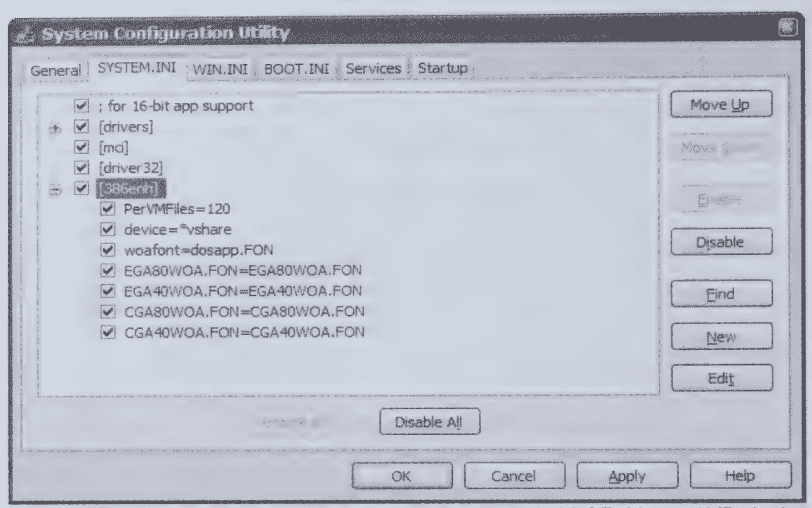 System Configuration Utility
General SYSTEM.INI WIN.INI BOOT.INI Services Startup
; for 16-bit app support
[drivers]
[mci]
[driver32]
[386enh]
PerVMFiles=120
device=*vshare
woafont=dosapp.FON
EGA80WOA.FON=EGA80WOA.FON
EGA40WOA.FON=EGA40WOA.FON
CGA80WOA.FON=CGA80WOA.FON
CGA40WOA.FON=CGA40WOA.FON
Move Up
Move
Disable
Find
New
Edit
Disable All
OK Cancel Apply Help